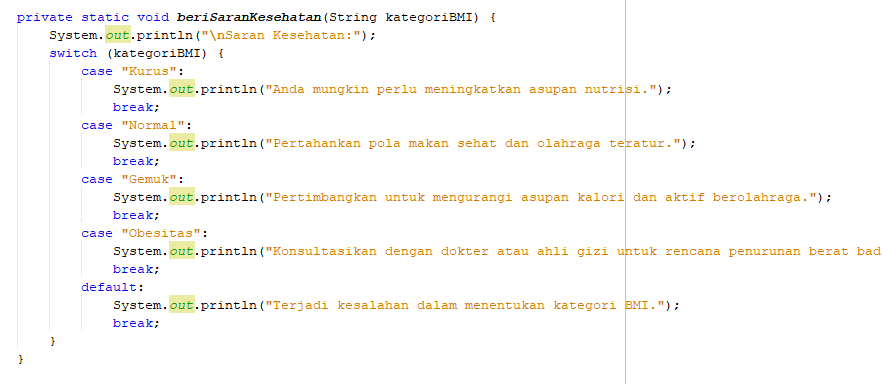 private static void beriSaranKesehatan(String kategoriBMI) {
System.out.println("\nSaran Kesehatan:");
switch (kategoriBMI) {
case "Kurus":
System.out.println("Anda mungkin perlu meningkatkan asupan nutrisi.");
break;
case "Normal":
System.out.println("Pertahankan pola makan sehat dan olahraga teratur.");
break;
case "Gemuk":
System.out.println("Pertimbangkan untuk mengurangi asupan kalori dan aktif berolahraga.");
break;
case "Obesitas":
System.out.println("Konsultasikan dengan dokter atau ahli gizi untuk rencana penurunan berat bad
break;
default:
System.out.println("Terjadi kesalahan dalam menentukan kategori BMI.");
break;
}
}